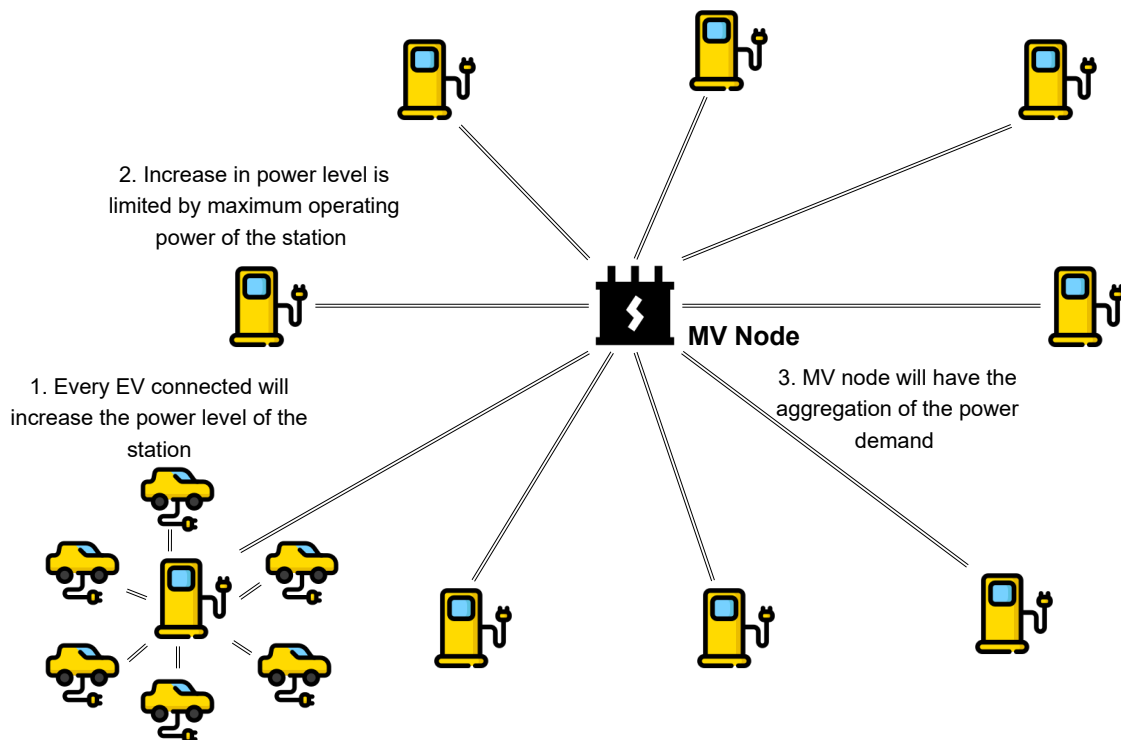 2. Increase in power level is
limited by maximum operating
power of the station
MV Node
1. Every EV connected will
increase the power level of the
station
3. MV node will have the
aggregation of the power
demand